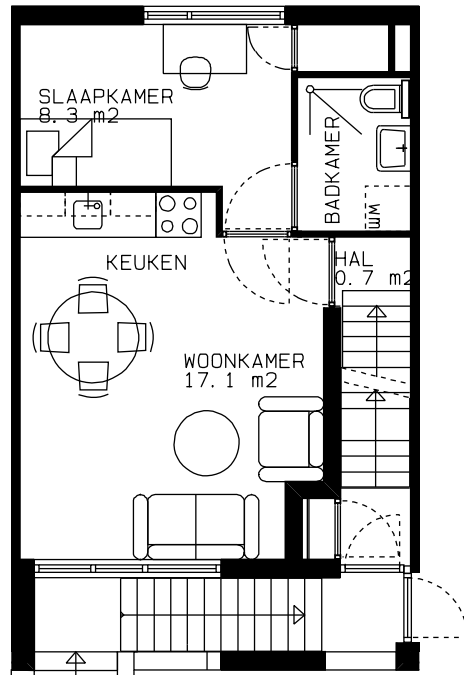 SLAAPKAMER
8.3 m2
BADKAMER
WM
KEUKEN
HAL
0.7 m2
WOONKAMER
17.1 m2